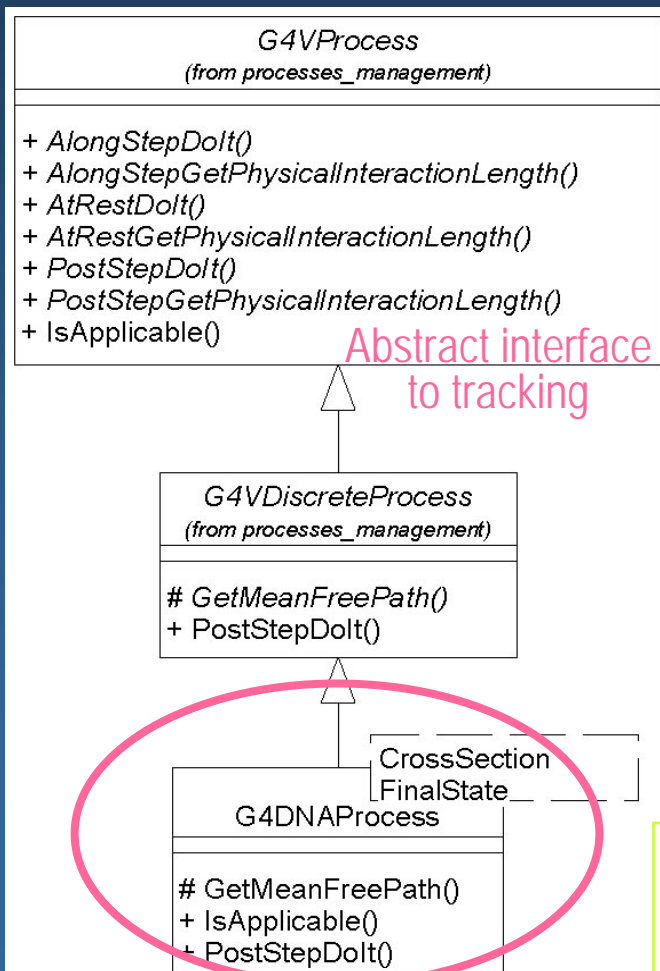 G4VProcess
(from processes_management)
+ AlongStepDoIt()
+ AlongStepGetPhysicalInteractionLength()
+ AtRestDoIt()
+ AtRestGetPhysicalInteractionLength()
+ PostStepDoIt()
+ PostStepGetPhysicalInteractionLength()
+ IsApplicable()
Abstract interface
to tracking
G4VDiscreteProcess
(from processes_management)
# GetMeanFreePath()
+ PostStepDoIt()
CrossSection
FinalState
G4DNAProcess
# GetMeanFreePath()
+ IsApplicable()
+ PostStepDoIt()